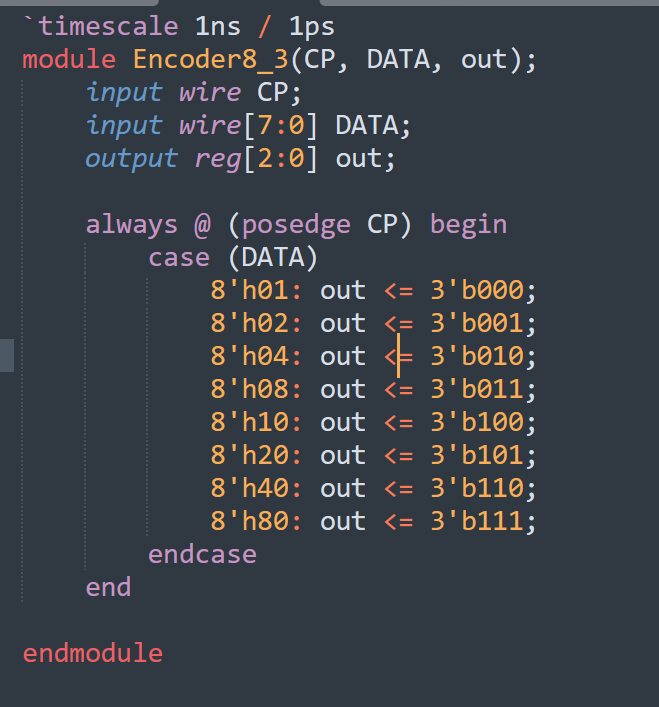 `timescale 1ns / 1ps
module Encoder8_3(CP, DATA, out);
    input wire CP;
    input wire[7:0] DATA;
    output reg[2:0] out;

    always @ (posedge CP) begin
        case (DATA)
            8'h01: out <= 3'b000;
            8'h02: out <= 3'b001;
            8'h04: out <= 3'b010;
            8'h08: out <= 3'b011;
            8'h10: out <= 3'b100;
            8'h20: out <= 3'b101;
            8'h40: out <= 3'b110;
            8'h80: out <= 3'b111;
        endcase
    end

endmodule